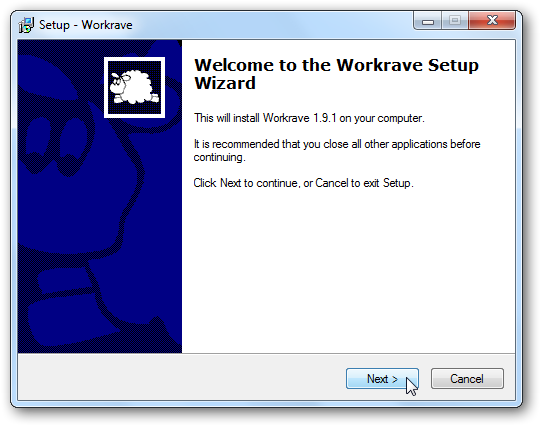 Setup - Workrave
Welcome to the Workrave Setup
Wizard
This will install Workrave 1.9.1 on your computer.
It is recommended that you close all other applications before
continuing.
Click Next to continue, or Cancel to exit Setup.
Next >
Cancel